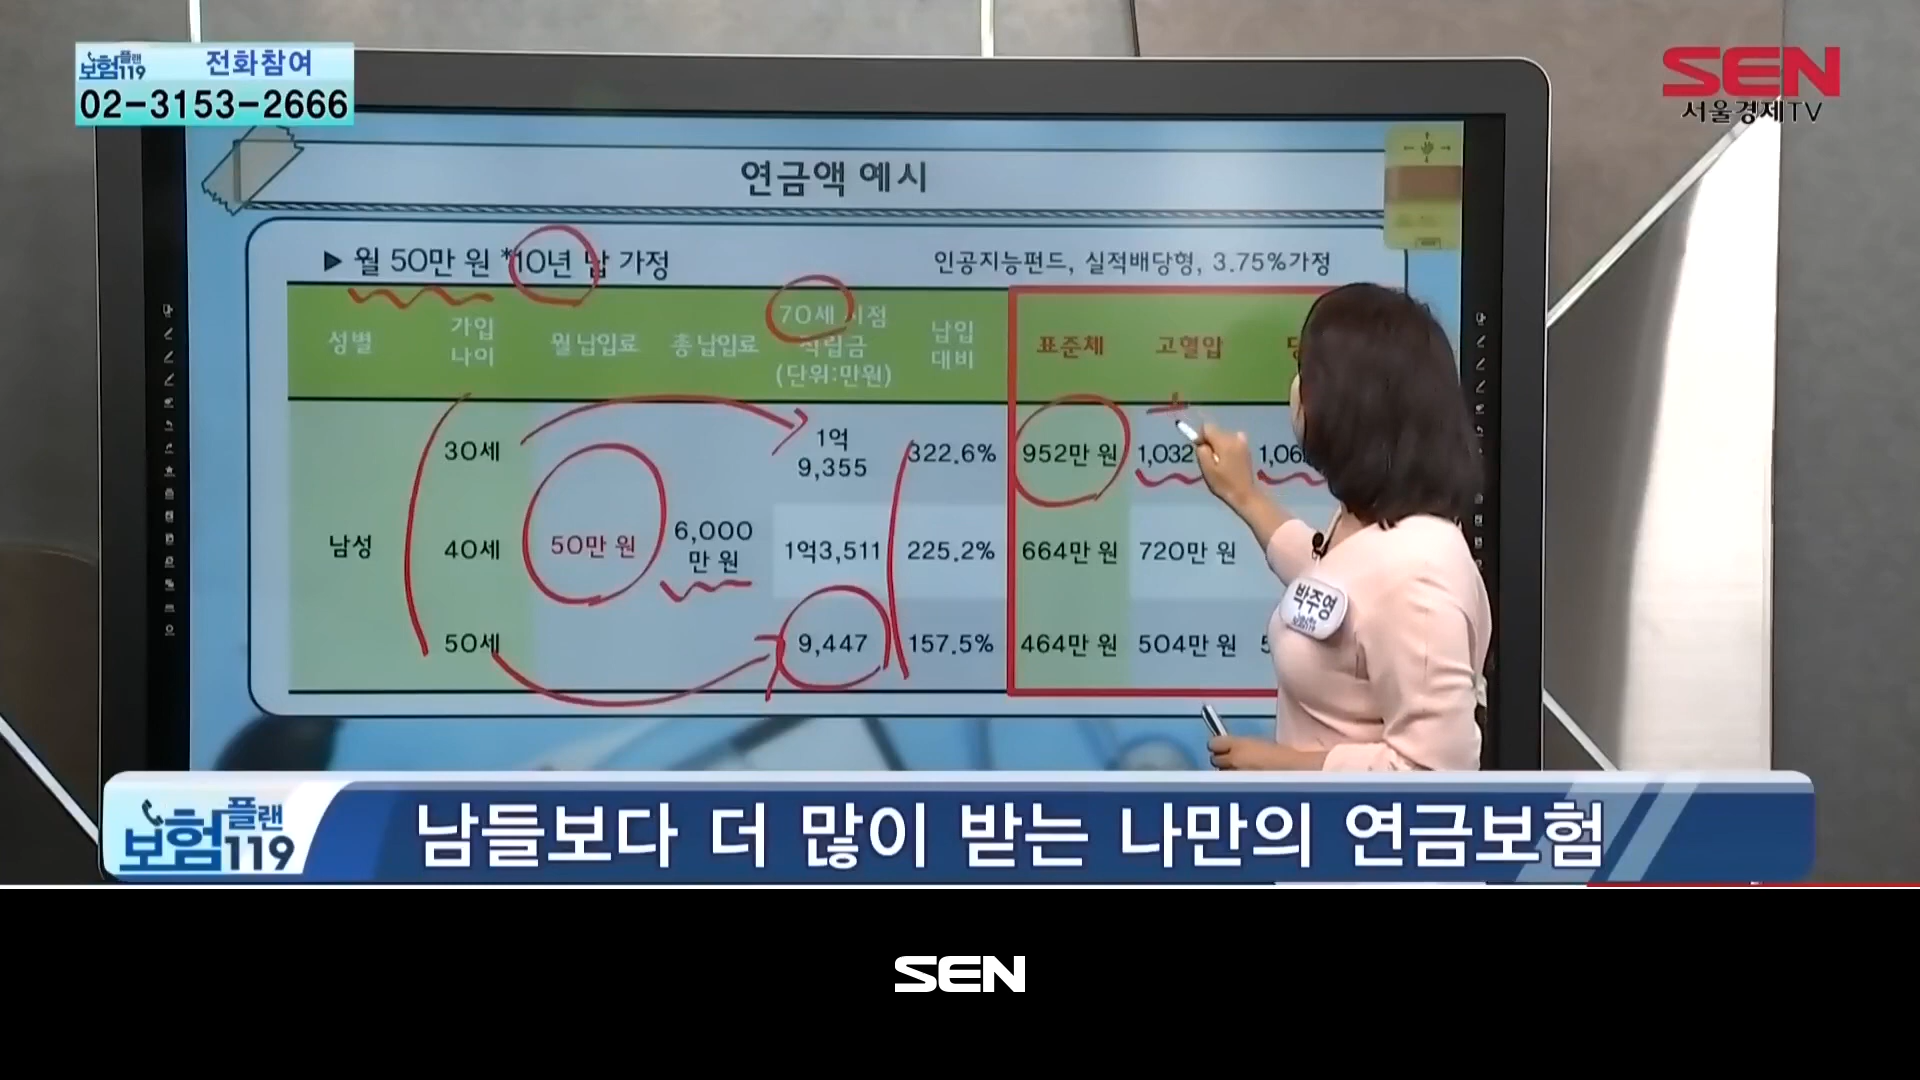 보험플랜119 전화참여
02-3153-2666
SEN
서울경제TV
연금액 예시
▶ 월 50만 원 *10년 납 가정
인공지능펀드, 실적배당형, 3.75%가정
성별
가입
나이
월납입료
총납입료
70세 시점
적립금
(단위:만원)
납입
대비
표준체
고혈압
남성
30세
1억
9,355
322.6%
952만 원
1,032
40세
50만 원
6,000
만 원
1억3,511
225.2%
664만 원
720만 원
50세
9,447
157.5%
464만 원
504만 원
박주영
보험플랜119
남들보다 더 많이 받는 나만의 연금보험
SEN